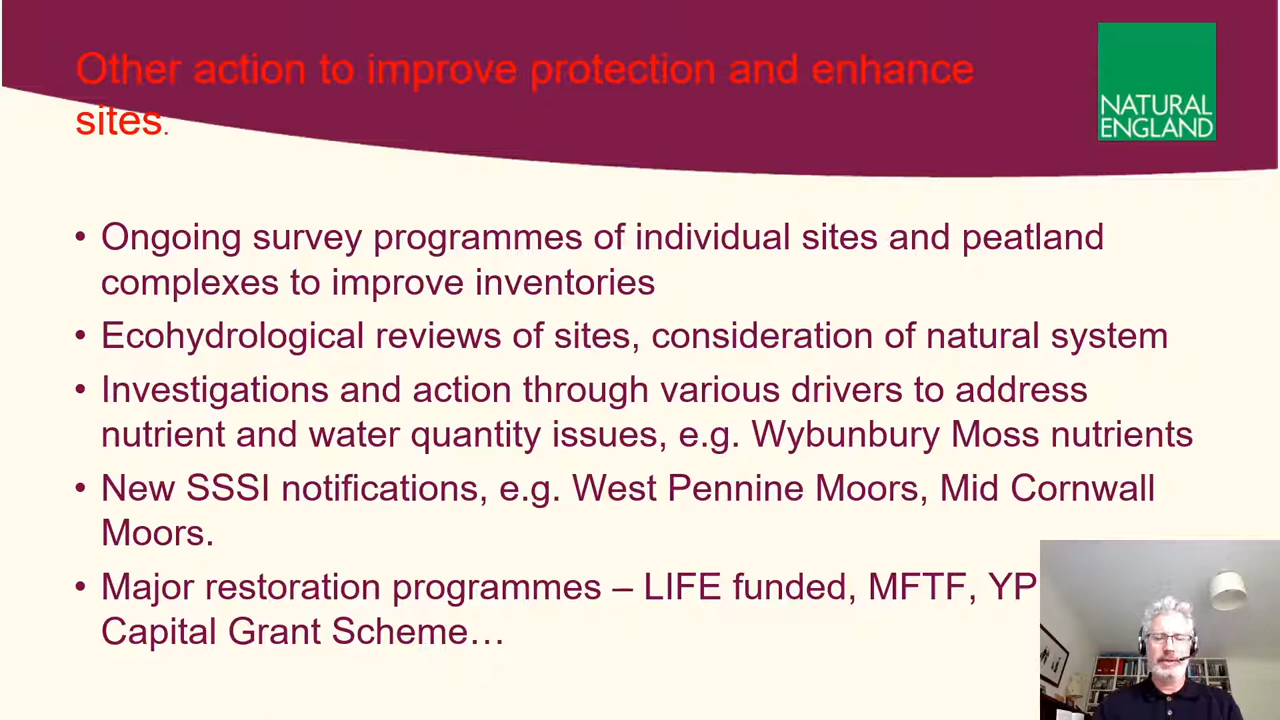 Other action to improve protection and enhance
sites.
NATURAL
ENGLAND
• Ongoing survey programmes of individual sites and peatland
complexes to improve inventories
• Ecohydrological reviews of sites, consideration of natural system
• Investigations and action through various drivers to address
nutrient and water quantity issues, e.g. Wybunbury Moss nutrients
• New SSSI notifications, e.g. West Pennine Moors, Mid Cornwall
Moors.
• Major restoration programmes – LIFE funded, MFTF, YP
Capital Grant Scheme…